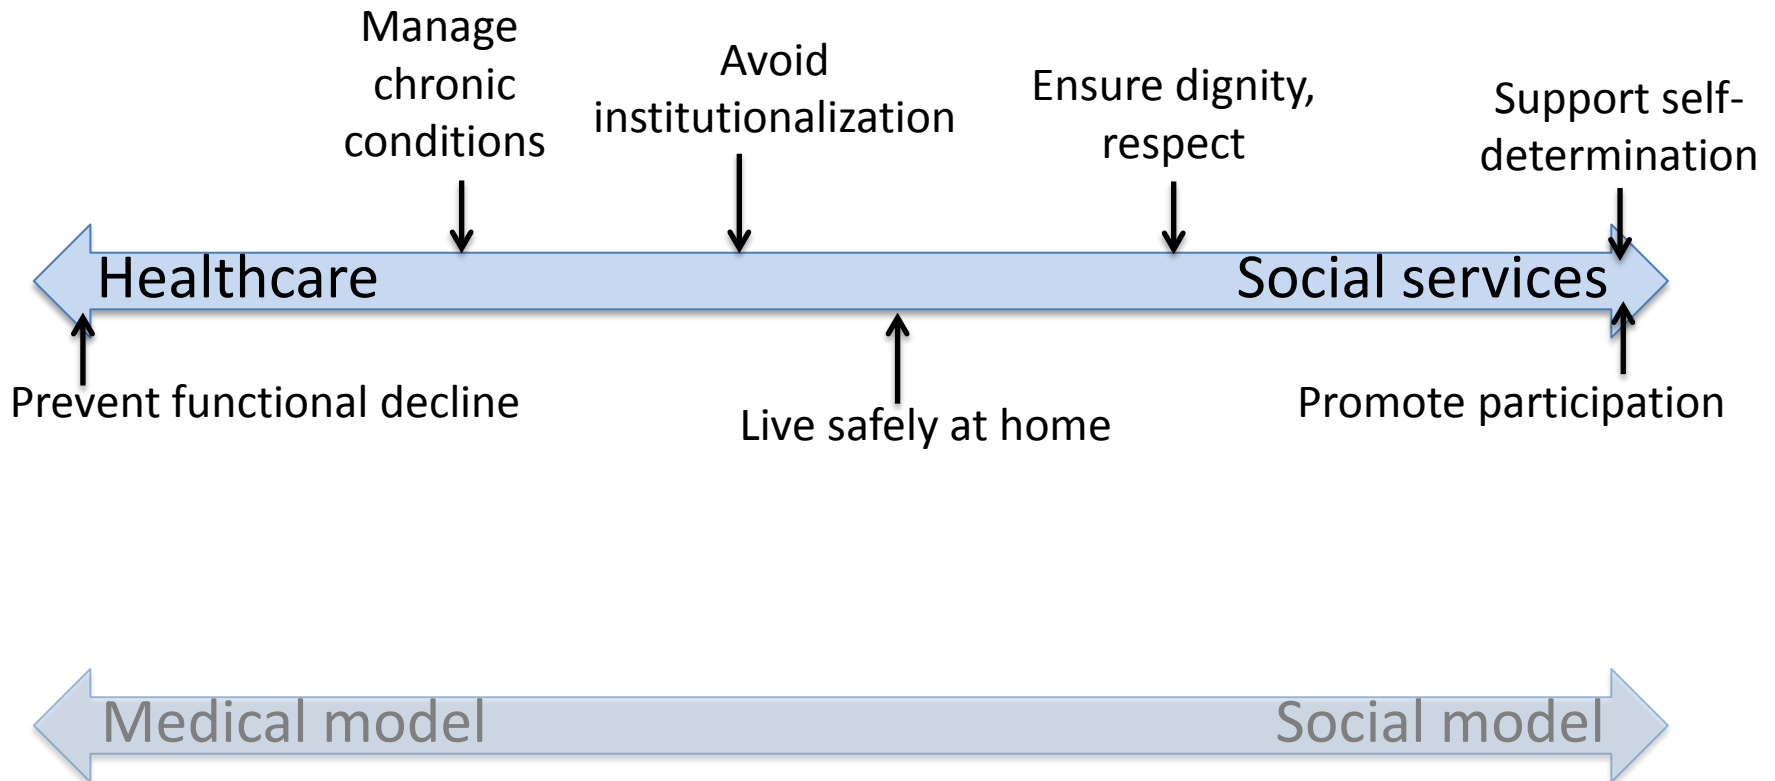 Manage
chronic
conditions
Avoid
institutionalization
Ensure dignity,
respect
Support self-
determination
Healthcare
Social services
Prevent functional decline
Live safely at home
Promote participation
Medical model
Social model